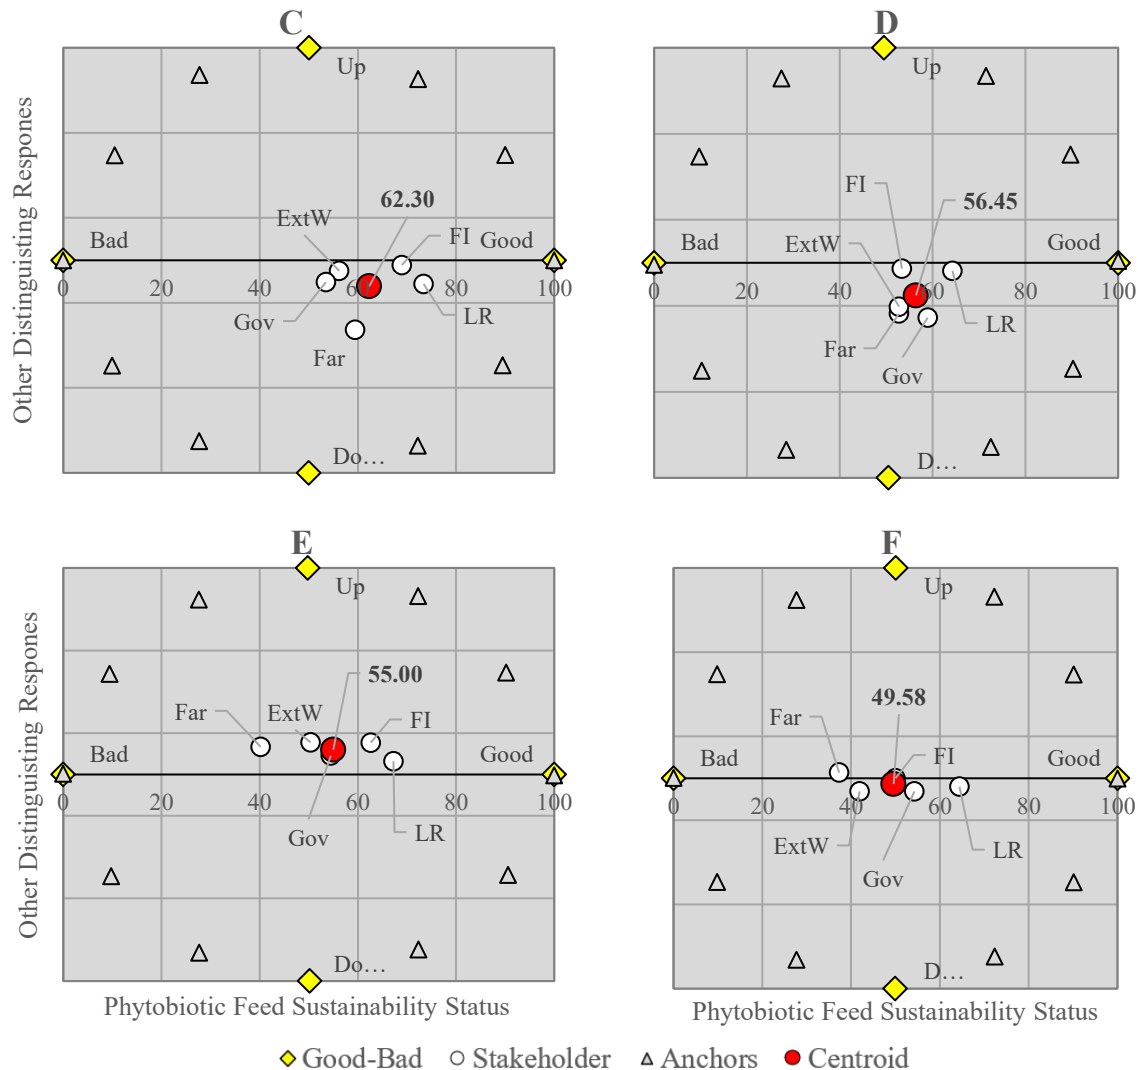 C
D
Up
Up
Other Distinguisting Respones
FI
62.30
56.45
ExtW
FI
ExtW
Bad
Good
Bad
Good
0
20
40
60
80
100
0
20
40
60
80
100
Gov
LR
LR
Far
Far
Gov
Do…
D…
E
F
Up
Up
Other Distinguisting Respones
55.00
49.58
Far
ExtW
FI
Far
FI
Bad
Good
Bad
Good
0
20
40
60
80
100
0
20
40
60
80
100
Gov
LR
ExtW
LR
Gov
Do…
D…
Phytobiotic Feed Sustainability Status
Phytobiotic Feed Sustainability Status
Good-Bad
Stakeholder
Anchors
Centroid